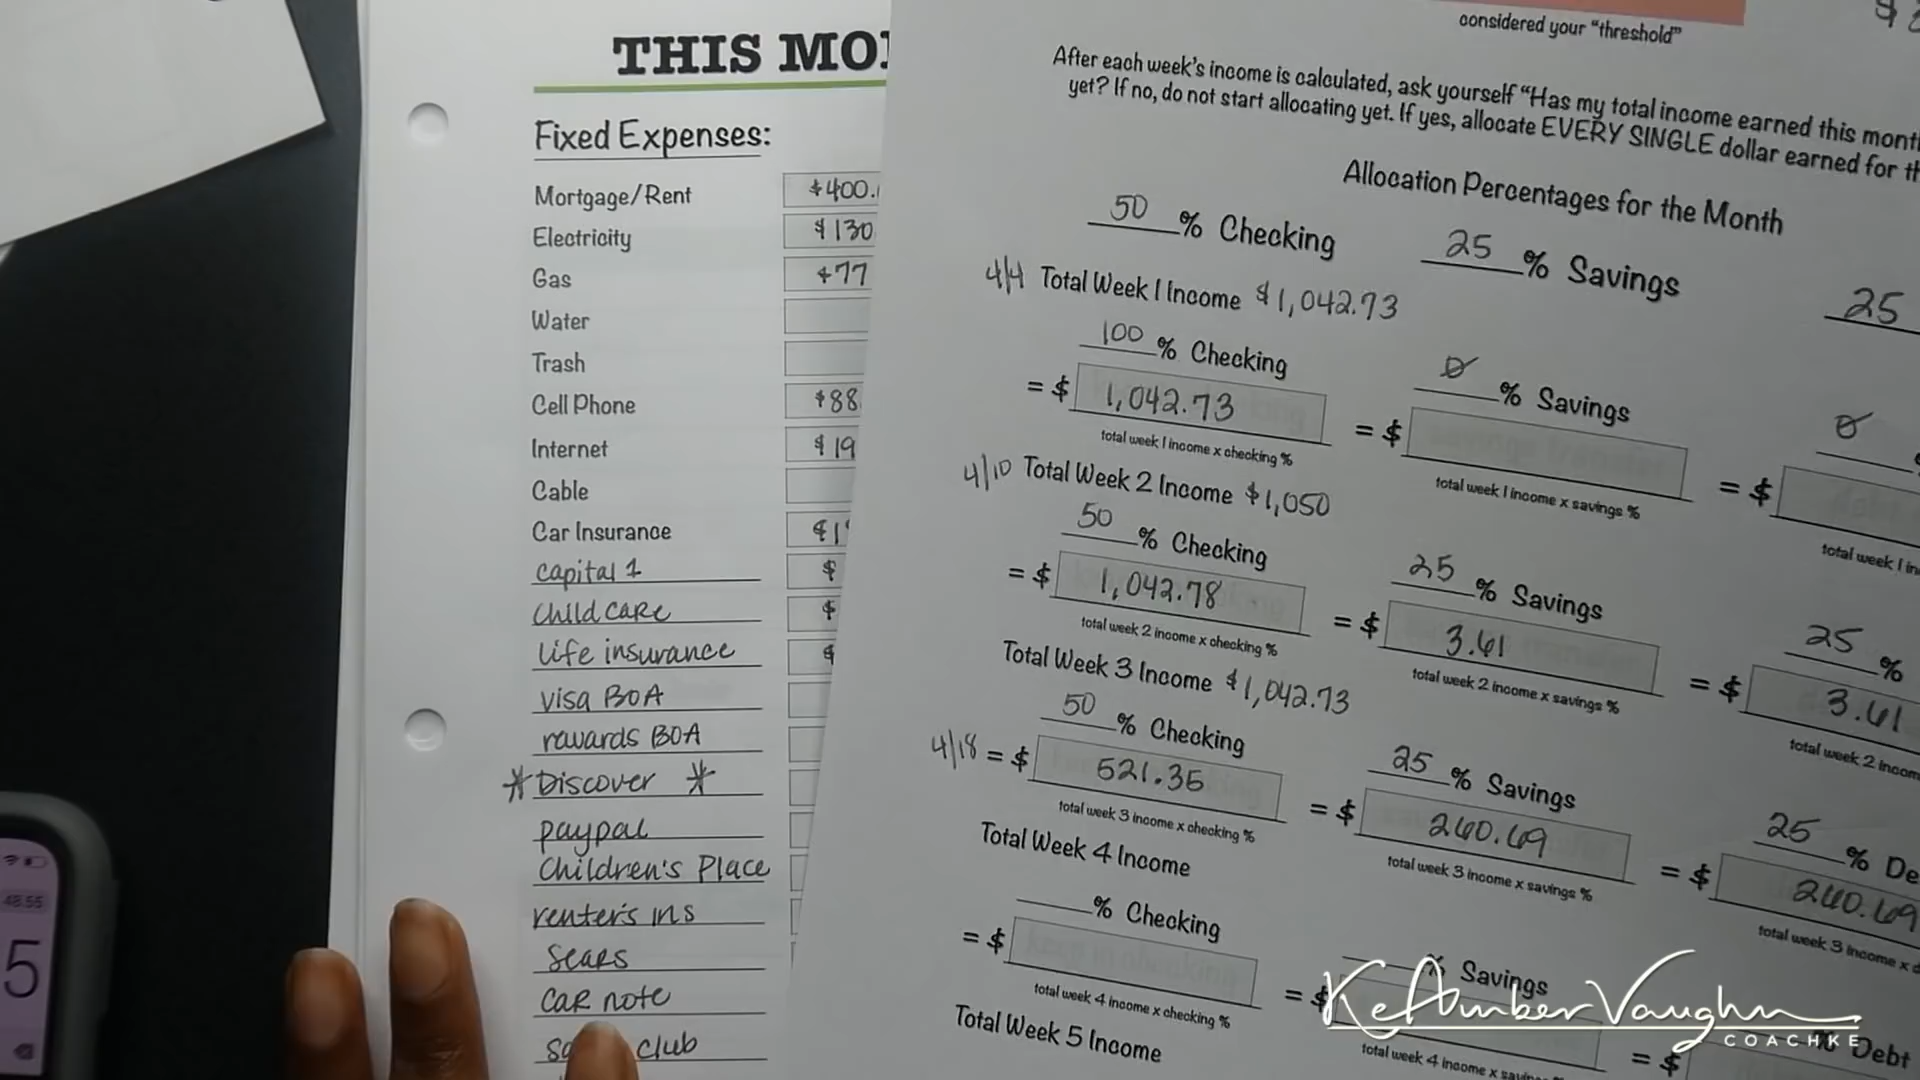 THIS MO
Fixed Expenses:
Mortgage/Rent $400.
Electricity $130
Gas $77
Water
Trash
Cell Phone $88
Internet $19
Cable
Car Insurance $1
capital 1 $
child care $
life insurance $
visa BOA
rewards BOA
*Discover *
paypal
Children's Place
renter's ins
Sears
CAR note
club
48.55
5
considered your "threshold"
After each week's income is calculated, ask yourself "Has my total income earned this month
yet? If no, do not start allocating yet. If yes, allocate EVERY SINGLE dollar earned for th
Allocation Percentages for the Month
50 % Checking 25 % Savings 25
4/4 Total Week 1 Income $1,042.73
100 % Checking 0 % Savings 0
= $ 1,042.73 = $ = $
total week 1 income x checking % total week 1 income x savings % total week 1 in
4/10 Total Week 2 Income $1,050
50 % Checking 25 % Savings 25 %
= $ 1,042.78 = $ 3.61 = $ 3.61
total week 2 income x checking % total week 2 income x savings % total week 2 incom
Total Week 3 Income $1,042.73
50 % Checking 25 % Savings 25 % De
4/18 = $ 521.35 = $ 260.69 = $ 260.69
total week 3 income x checking % total week 3 income x savings % total week 3 income x d
Total Week 4 Income
% Checking % Savings % Debt
= $ = $ = $
total week 4 income x checking % total week 4 income x savings
Total Week 5 Income
KeAmber Vaughn
COACHKE